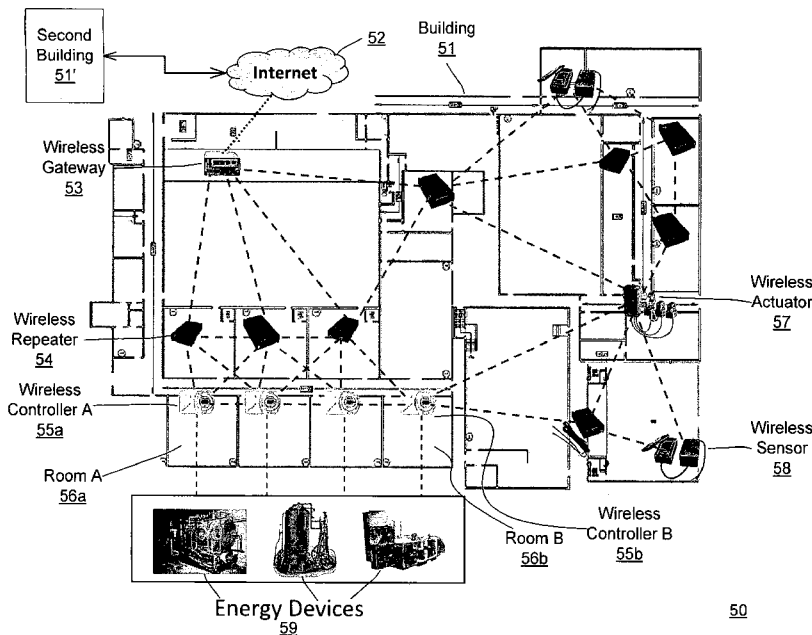 Second
Building
51'
Internet
52
Building
51
Wireless
Gateway
53
Wireless
Repeater
54
Wireless
Controller A
55a
Room A
56a
Wireless
Actuator
57
Wireless
Sensor
58
Room B
56b
Wireless
Controller B
55b
Energy Devices
59
50